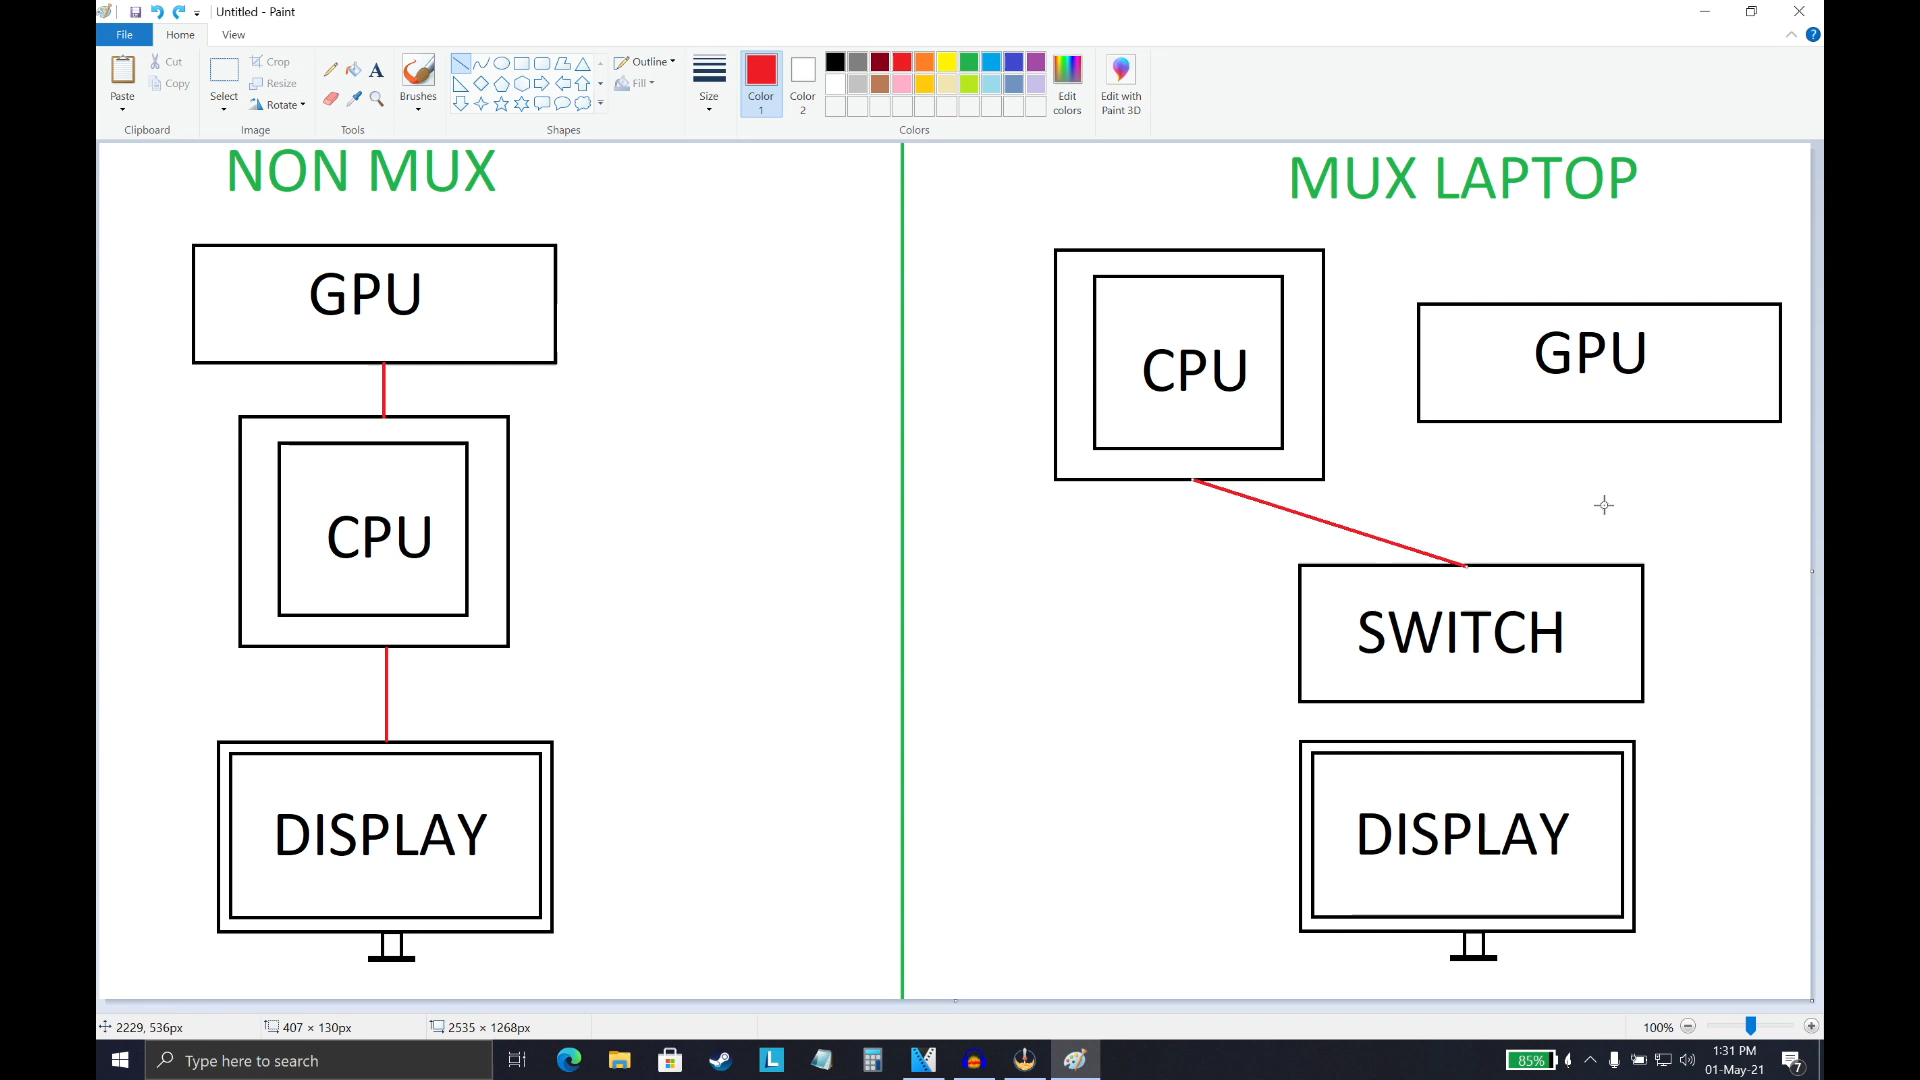 Untitled - Paint
File Home View
Paste
Cut
Copy
Clipboard
Select
Crop
Resize
Rotate
Image
Tools
Brushes
Shapes
Outline
Fill
Size
Color 1
Color 2
Edit colors
Colors
Edit with Paint 3D
NON MUX
MUX LAPTOP
GPU
CPU
DISPLAY
CPU
GPU
SWITCH
DISPLAY
2229, 536px
407 × 130px
2535 × 1268px
100%
Type here to search
85%
1:31 PM
01-May-21
7